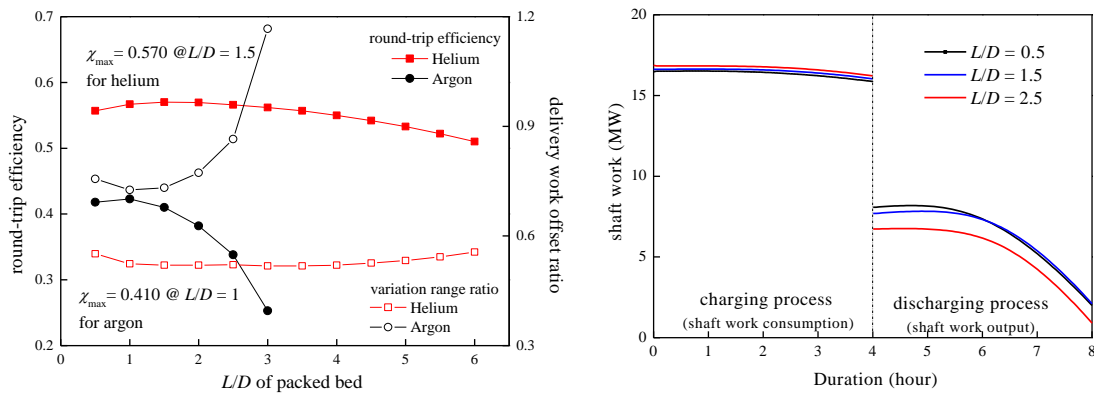 0.7
0.6
0.5
0.4
0.3
0.2
round-trip efficiency
0
1
2
3
4
5
6
L/D of packed bed
1.2
0.9
0.6
0.3
delivery work offset
ratio
χmax= 0.570 @L/D = 1.5
for helium
round-trip efficiency
Helium
Argon
χmax= 0.410 @ L/D = 1
for argon
variation range ratio
Helium
Argon
20
15
10
5
0
shaft work (MW)
L/D = 0.5
L/D = 1.5
L/D = 2.5
charging process
(shaft work consumption)
discharging process
(shaft work output)
0
1
2
3
4
5
6
7
8
Duration (hour)